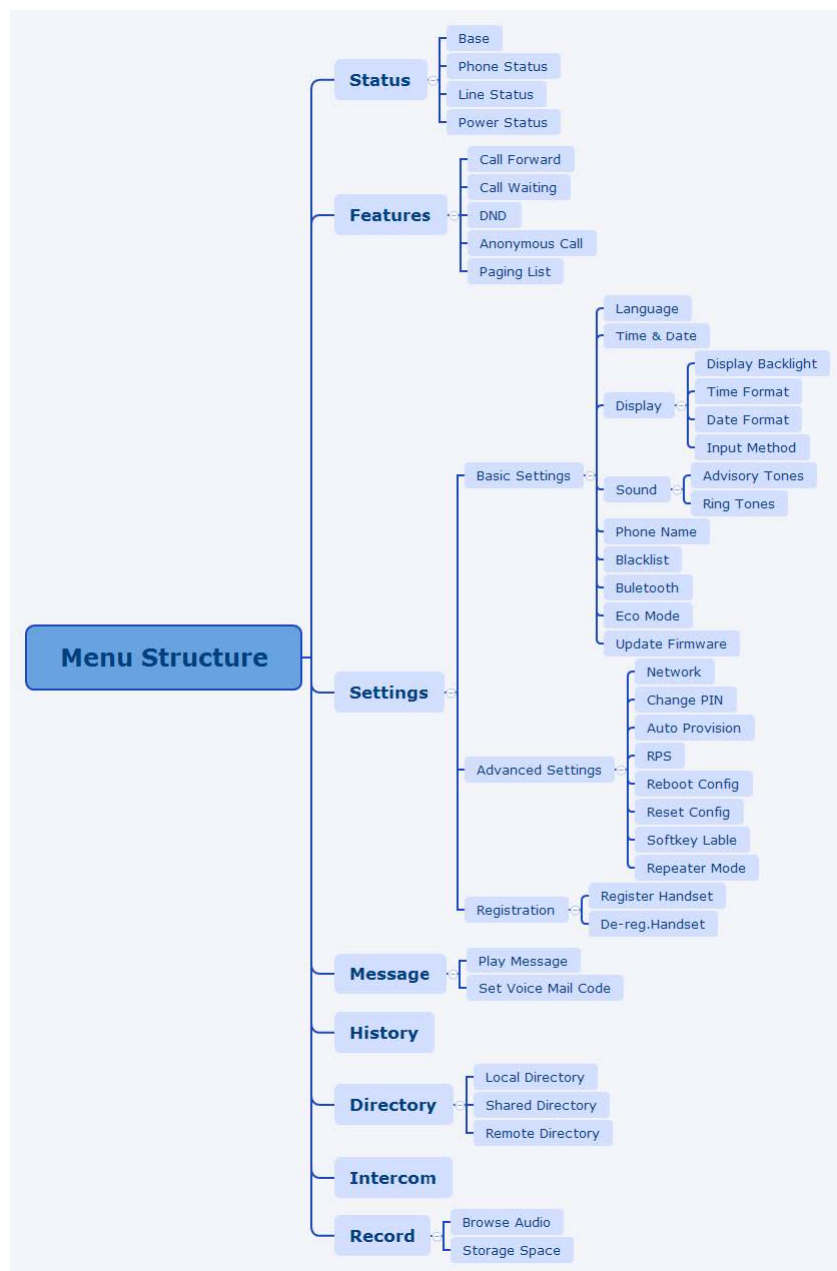 Menu Structure
Status
Base
Phone Status
Line Status
Power Status
Features
Call Forward
Call Waiting
DND
Anonymous Call
Paging List
Settings
Basic Settings
Language
Time & Date
Display
Display Backlight
Time Format
Date Format
Input Method
Sound
Advisory Tones
Ring Tones
Phone Name
Blacklist
Buletooth
Eco Mode
Update Firmware
Advanced Settings
Network
Change PIN
Auto Provision
RPS
Reboot Config
Reset Config
Softkey Lable
Repeater Mode
Registration
Register Handset
De-reg.Handset
Message
Play Message
Set Voice Mail Code
History
Directory
Local Directory
Shared Directory
Remote Directory
Intercom
Record
Browse Audio
Storage Space